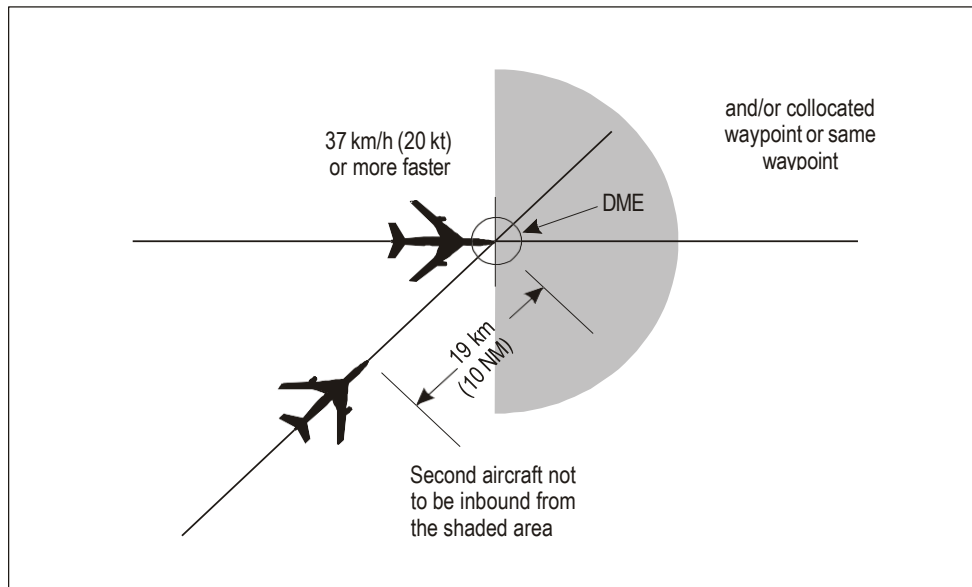 37 km/h (20 kt)
or more faster
and/or collocated
waypoint or same
waypoint
DME
19 km
(10 NM)
Second aircraft not
to be inbound from
the shaded area